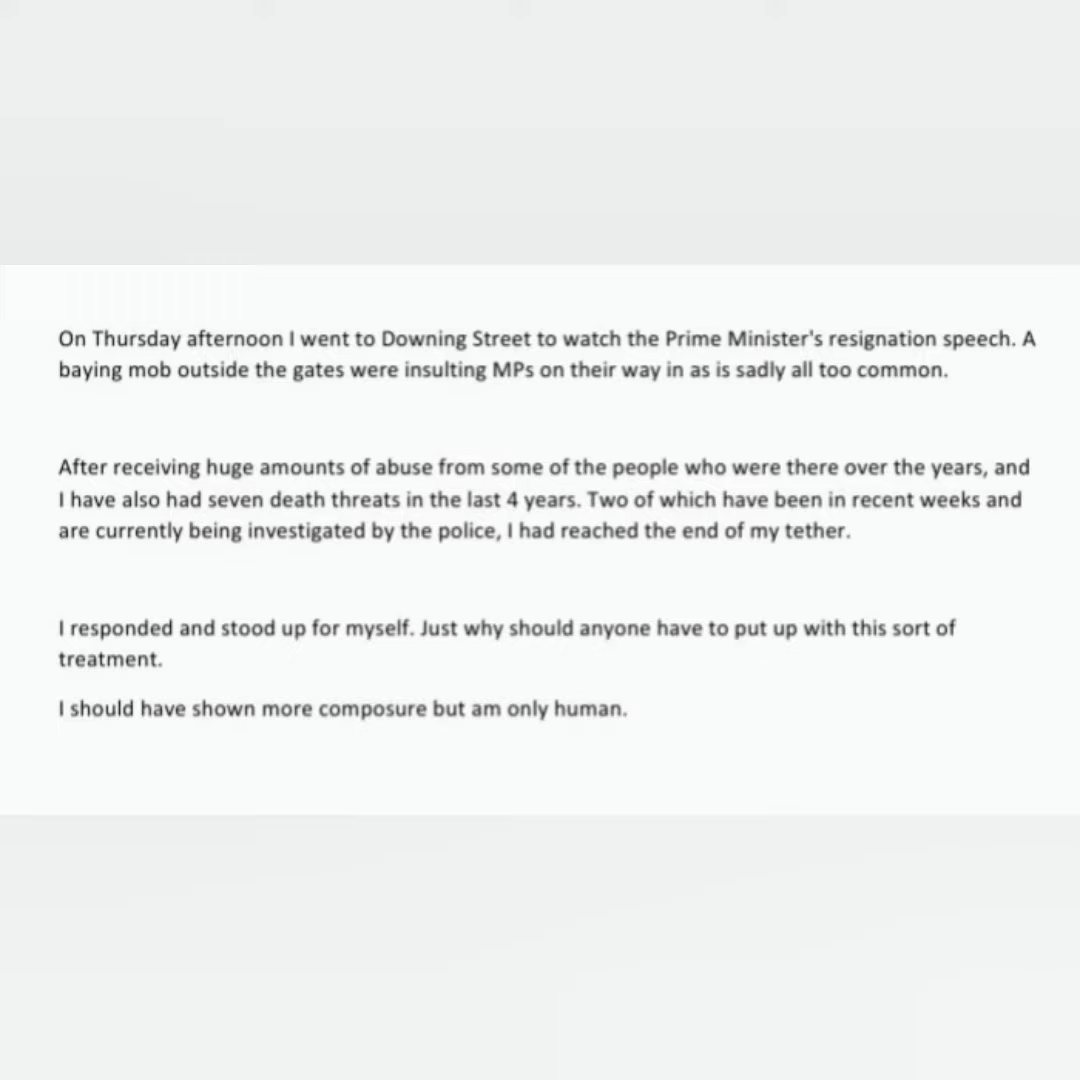 On Thursday afternoon I went to Downing Street to watch the Prime Minister's resignation speech. A
baying mob outside the gates were insulting MPs on their way in as is sadly all too common.
After receiving huge amounts of abuse from some of the people who were there over the years, and
I have also had seven death threats in the last 4 years. Two of which have been in recent weeks and
are currently being investigated by the police, I had reached the end of my tether.
I responded and stood up for myself. Just why should anyone have to put up with this sort of
treatment.
I should have shown more composure but am only human.